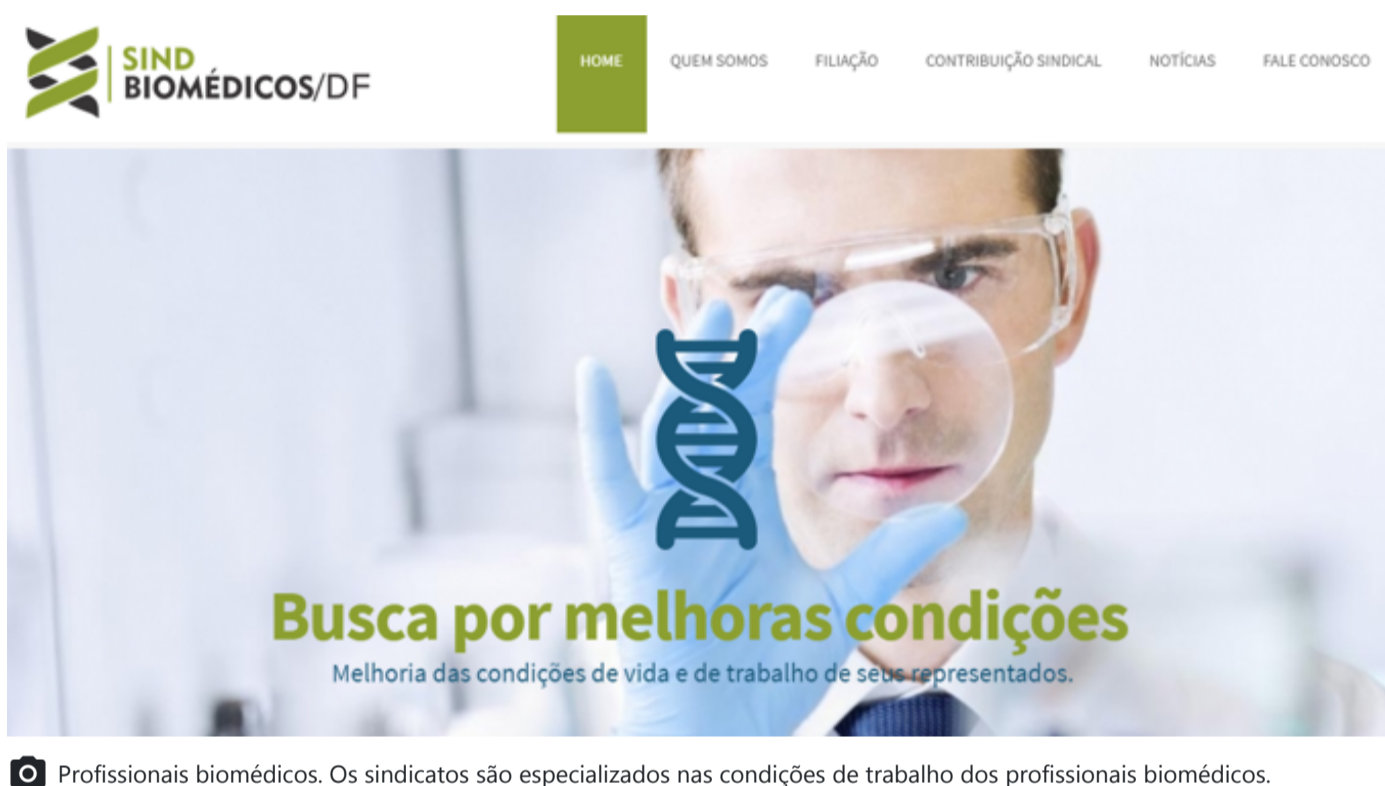 SIND
BIOMÉDICOS/DF
HOME QUEM SOMOS FILIAÇÃO CONTRIBUIÇÃO SINDICAL NOTÍCIAS FALE CONOSCO
Busca por melhoras condições
Melhoria das condições de vida e de trabalho de seus representados.
Profissionais biomédicos. Os sindicatos são especializados nas condições de trabalho dos profissionais biomédicos.